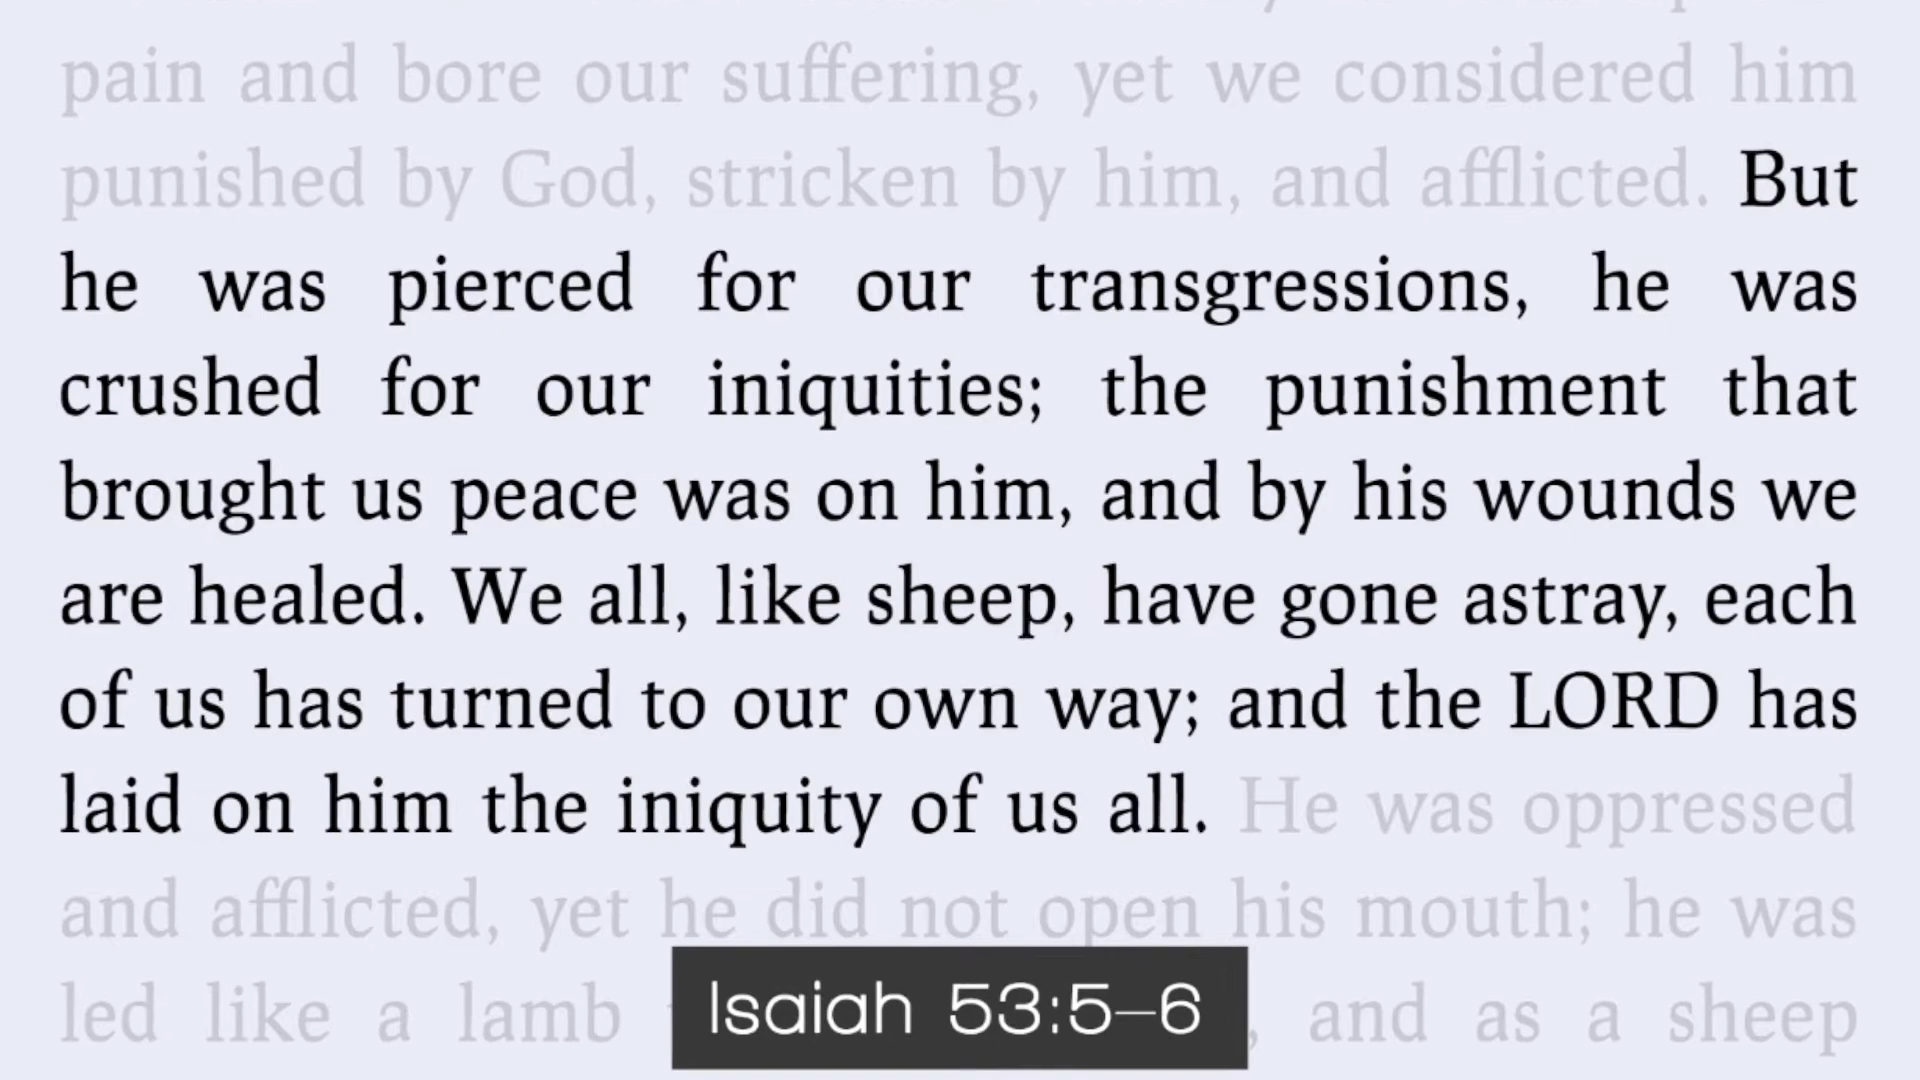 pain and bore our suffering, yet we considered him
punished by God, stricken by him, and afflicted. But
he was pierced for our transgressions, he was
crushed for our iniquities; the punishment that
brought us peace was on him, and by his wounds we
are healed. We all, like sheep, have gone astray, each
of us has turned to our own way; and the LORD has
laid on him the iniquity of us all. He was oppressed
and afflicted, yet he did not open his mouth; he was
led like a lamb , and as a sheep
Isaiah 53:5–6